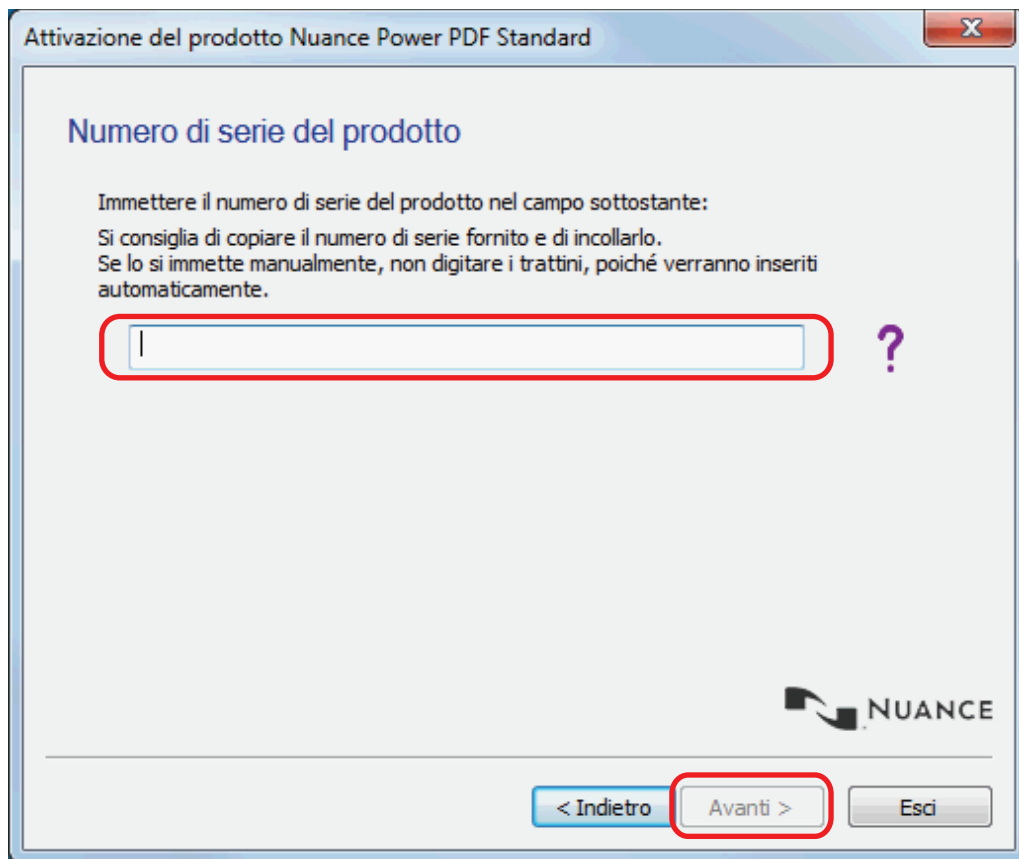 Attivazione del prodotto Nuance Power PDF Standard
Numero di serie del prodotto
Immettere il numero di serie del prodotto nel campo sottostante:
Si consiglia di copiare il numero di serie fornito e di incollarlo.
Se lo si immette manualmente, non digitare i trattini, poiché verranno inseriti
automaticamente.
?
NUANCE
< Indietro Avanti > Esci